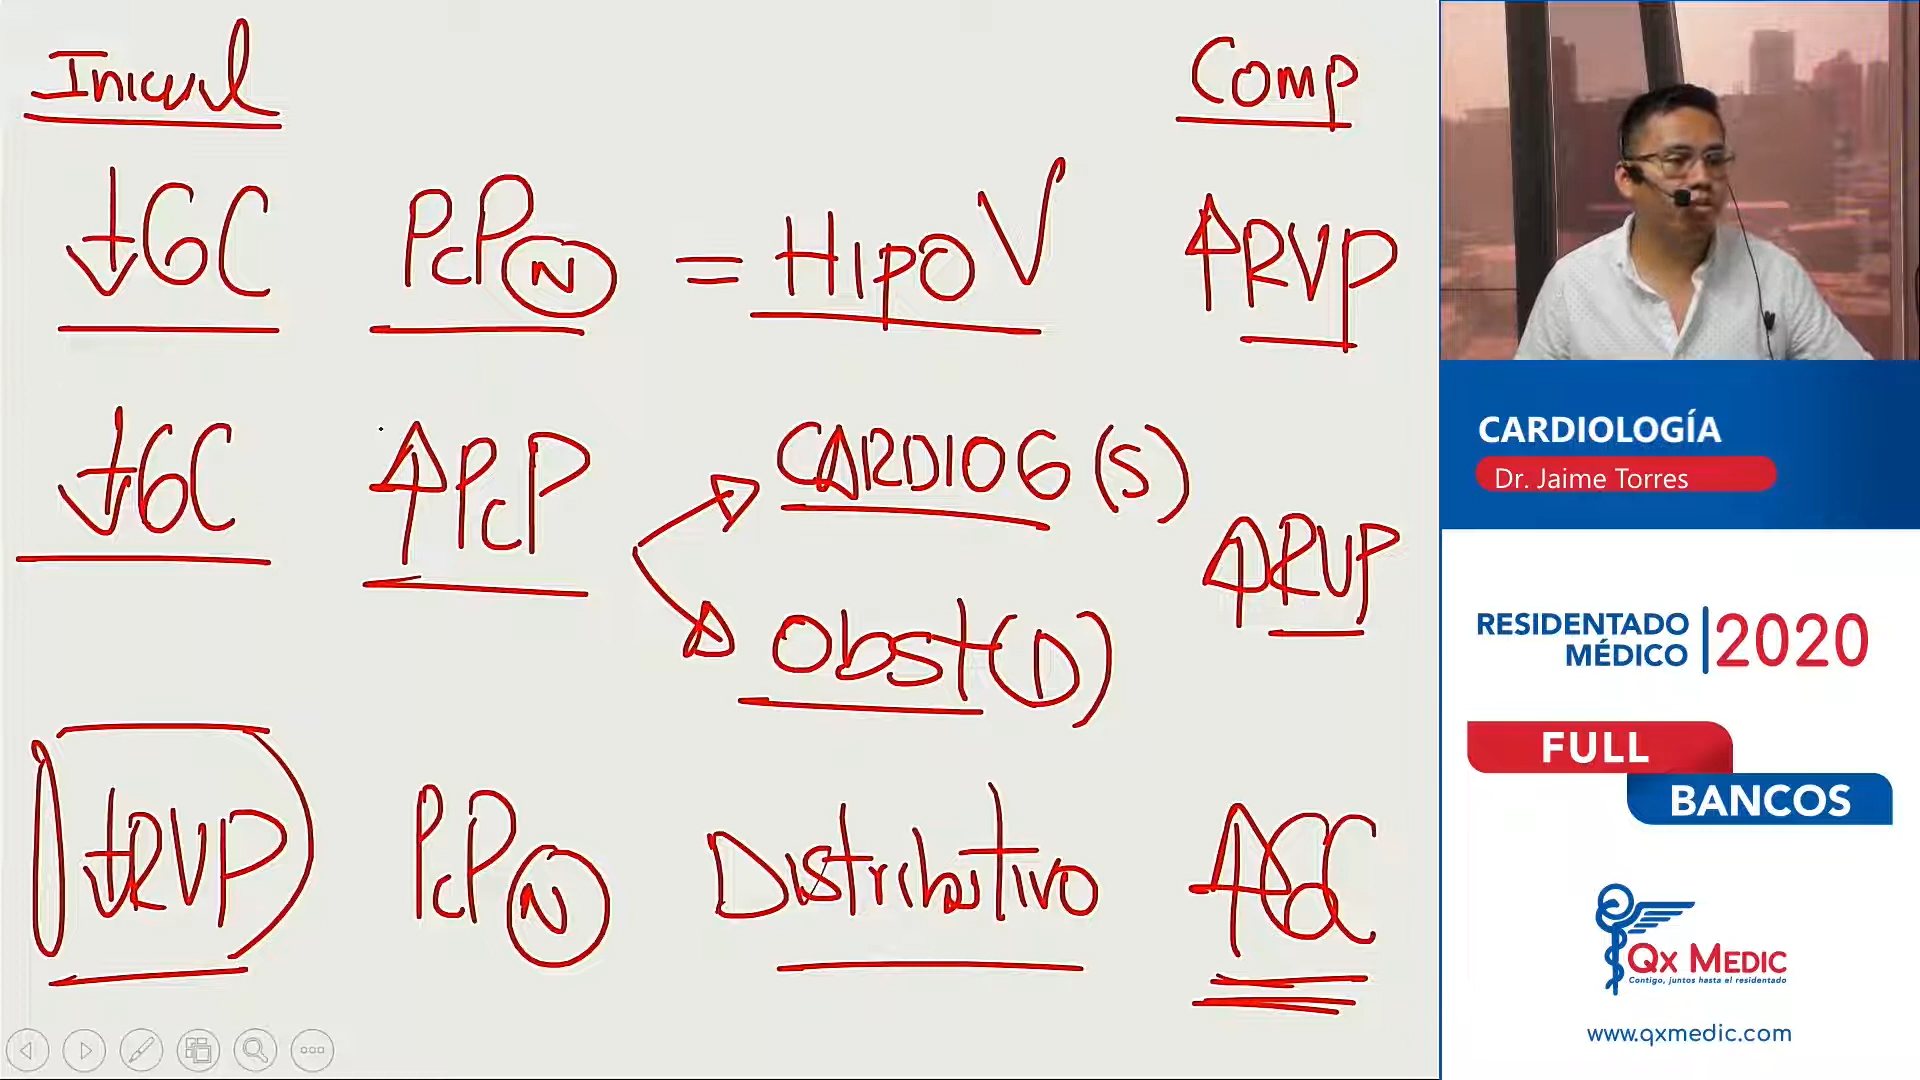 Inicial
Comp
↓GC PCP N = HIPOV ↑RVP
↓GC ↑PCP CARDIOG (S)
↑RVP
Obst (D)
↓RVP PCP N Distributivo ↑GC
CARDIOLOGÍA
Dr. Jaime Torres
RESIDENTADO
MÉDICO
2020
FULL
BANCOS
Qx MEDIC
Contigo, juntos hasta el residentado
www.qxmedic.com